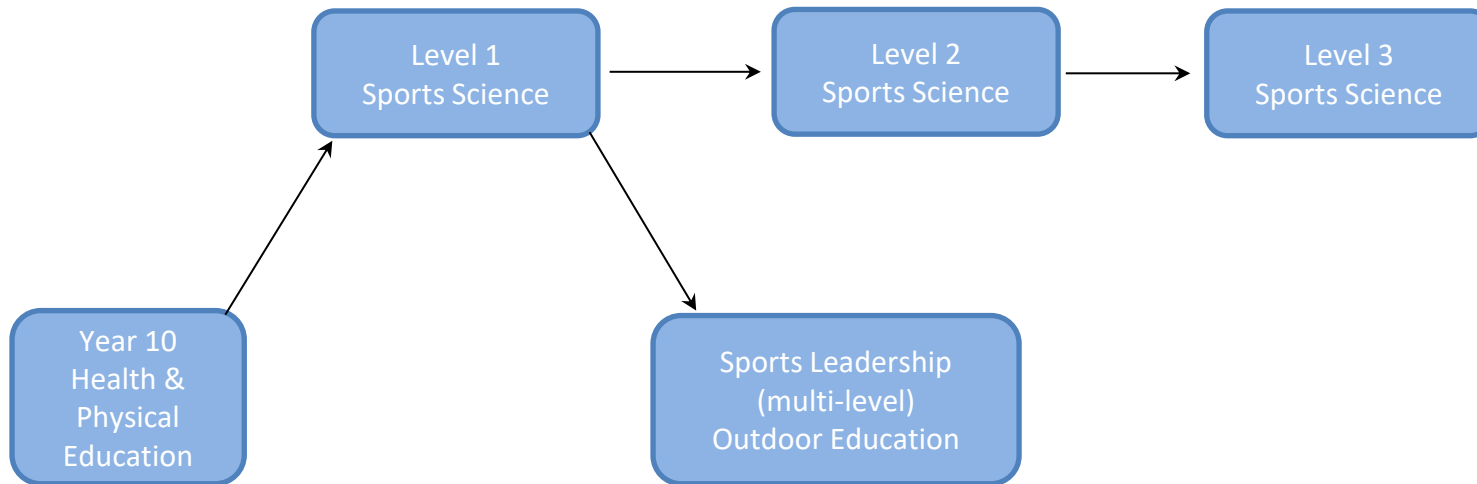 Level 1
Sports Science
Level 2
Sports Science
Level 3
Sports Science
Year 10
Health &
Physical
Education
Sports Leadership
(multi-level)
Outdoor Education